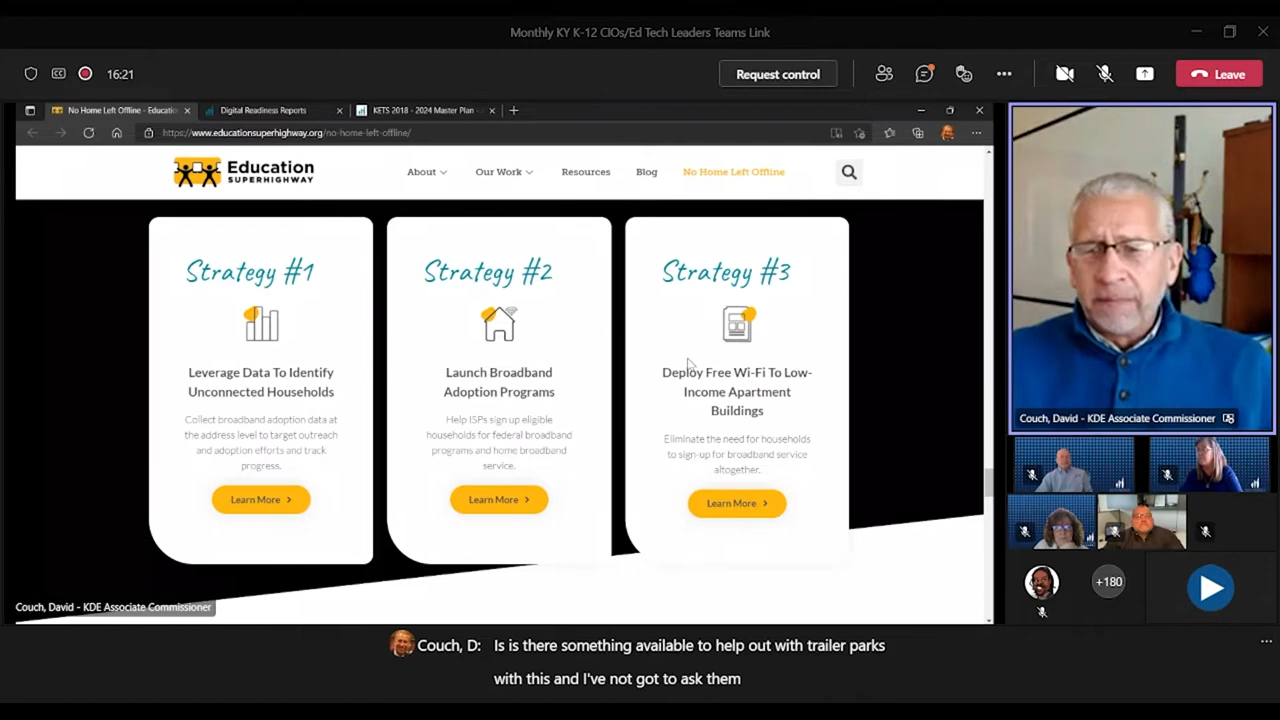 Monthly KY K-12 CIOs/Ed Tech Leaders Teams Link
16:21
Request control
Leave
No Home Left Offline - Educatio
Digital Readiness Reports
KETS 2018 - 2024 Master Plan -
https://www.educationsuperhighway.org/no-home-left-offline/
Education
SUPERHIGHWAY
About
Our Work
Resources
Blog
No Home Left Offline
Strategy #1
Leverage Data To Identify
Unconnected Households
Collect broadband adoption data at
the address level to target outreach
and adoption efforts and track
progress.
Learn More
Strategy #2
Launch Broadband
Adoption Programs
Help ISPs sign up eligible
households for federal broadband
programs and home broadband
service.
Learn More
Strategy #3
Deploy Free Wi-Fi To Low-
Income Apartment
Buildings
Eliminate the need for households
to sign-up for broadband service
altogether.
Learn More
Couch, David - KDE Associate Commissioner
+180
Couch, David - KDE Associate Commissioner
Couch, D: Is is there something available to help out with trailer parks
with this and I've not got to ask them